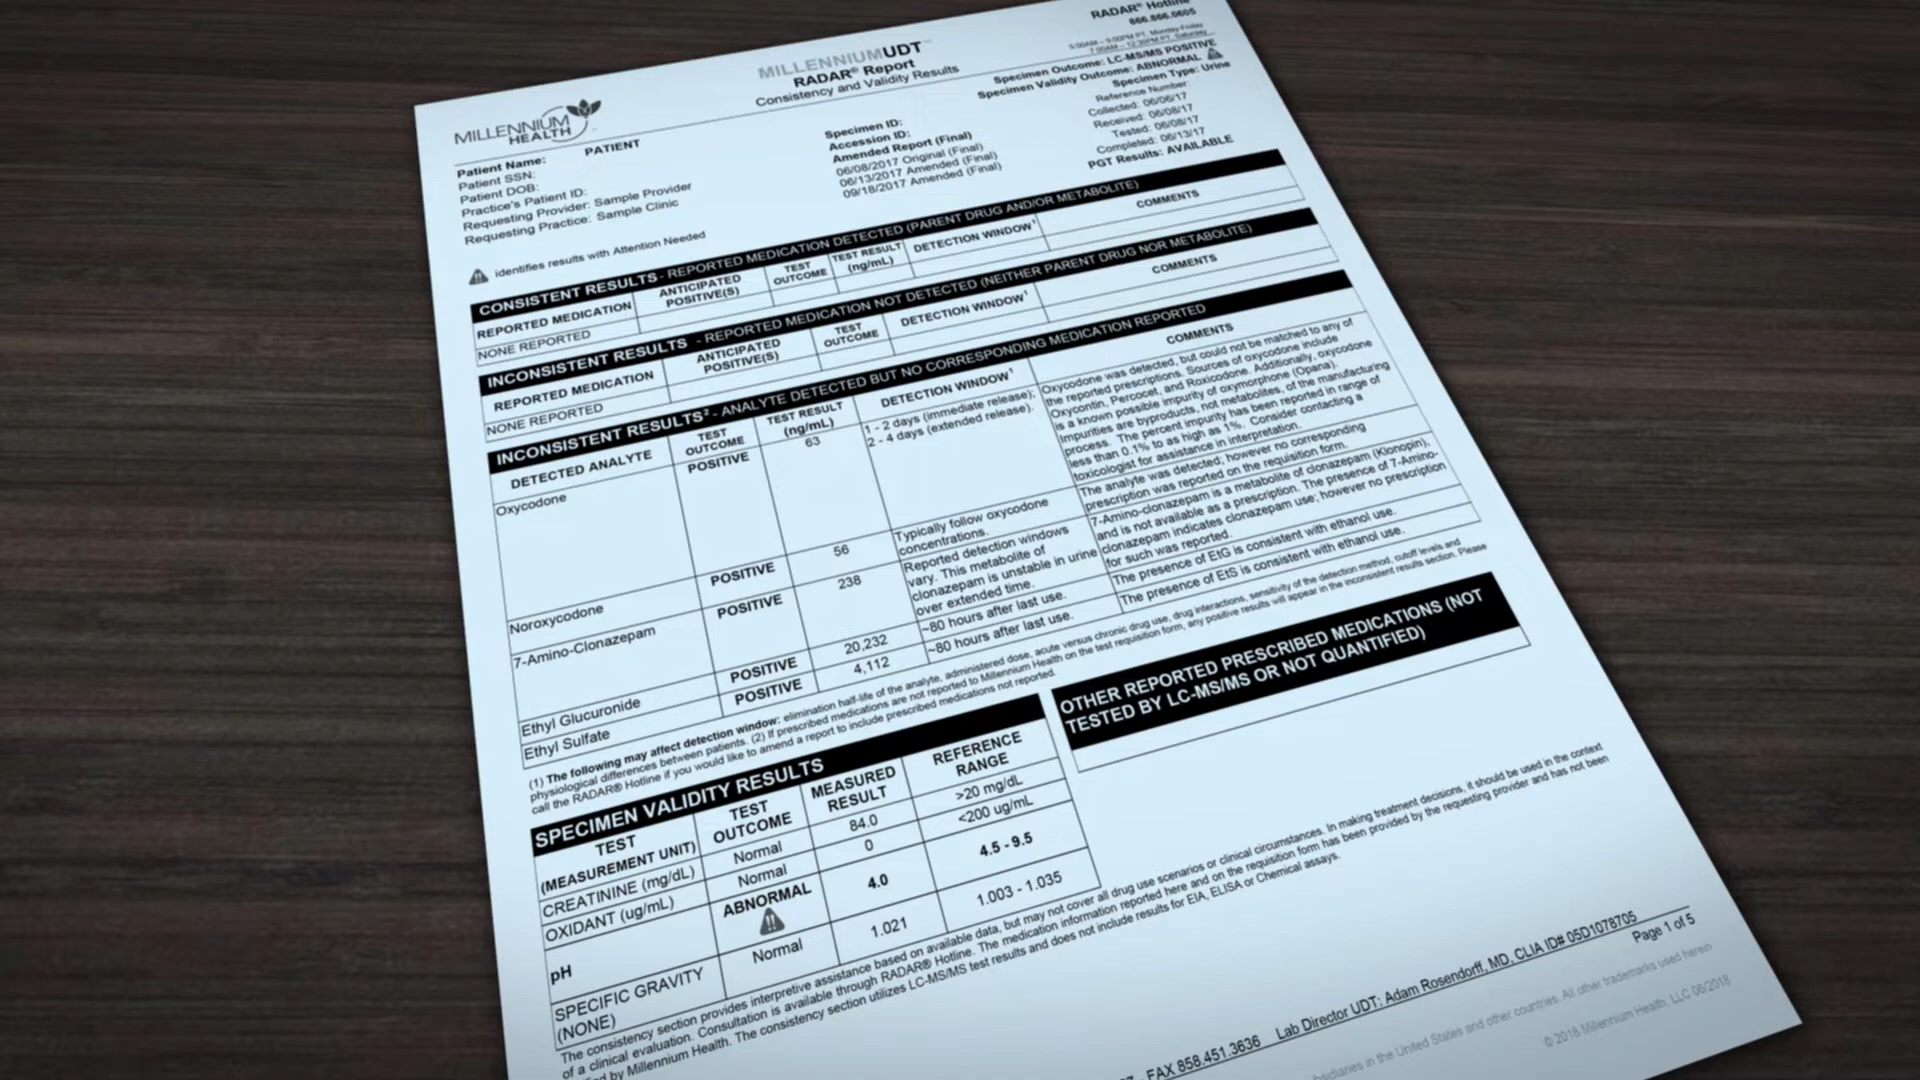 RADAR® Hotline
866.866.0605
5:00AM – 5:00PM PT, Monday-Friday
7:00AM – 12:30PM PT, Saturday
MILLENNIUMUDT™
RADAR® Report
Consistency and Validity Results
Specimen Outcome: LC-MS/MS POSITIVE
Specimen Validity Outcome: ABNORMAL
Specimen Type: Urine
MILLENNIUM
HEALTH
Patient Name: PATIENT
Patient SSN:
Patient DOB:
Practice's Patient ID:
Requesting Provider: Sample Provider
Requesting Practice: Sample Clinic
Specimen ID:
Accession ID:
Amended Report (Final)
06/08/2017 Original (Final)
06/13/2017 Amended (Final)
09/18/2017 Amended (Final)
Reference Number:
Collected: 06/06/17
Received: 06/08/17
Tested: 06/08/17
Completed: 06/13/17
PGT Results: AVAILABLE
identifies results with Attention Needed
CONSISTENT RESULTS - REPORTED MEDICATION DETECTED (PARENT DRUG AND/OR METABOLITE)
REPORTED MEDICATION
ANTICIPATED
POSITIVE(S)
TEST
OUTCOME
TEST RESULT
(ng/mL)
DETECTION WINDOW¹
COMMENTS
NONE REPORTED
INCONSISTENT RESULTS - REPORTED MEDICATION NOT DETECTED (NEITHER PARENT DRUG NOR METABOLITE)
REPORTED MEDICATION
ANTICIPATED
POSITIVE(S)
TEST
OUTCOME
DETECTION WINDOW¹
COMMENTS
NONE REPORTED
INCONSISTENT RESULTS² - ANALYTE DETECTED BUT NO CORRESPONDING MEDICATION REPORTED
DETECTED ANALYTE
TEST
OUTCOME
TEST RESULT
(ng/mL)
DETECTION WINDOW¹
COMMENTS
Oxycodone
POSITIVE
63
1 - 2 days (immediate release);
2 - 4 days (extended release).
Oxycodone was detected, but could not be matched to any of
the reported prescriptions. Sources of oxycodone include
Oxycontin, Percocet, and Roxicodone. Additionally, oxycodone
is a known possible impurity of oxymorphone (Opana).
Impurities are byproducts, not metabolites, of the manufacturing
process. The percent impurity has been reported in range of
less than 0.1% to as high as 1%. Consider contacting a
toxicologist for assistance in interpretation.
Noroxycodone
POSITIVE
56
Typically follow oxycodone
concentrations.
The analyte was detected; however no corresponding
prescription was reported on the requisition form.
7-Amino-Clonazepam
POSITIVE
238
Reported detection windows
vary. This metabolite of
clonazepam is unstable in urine
over extended time.
7-Amino-clonazepam is a metabolite of clonazepam (Klonopin),
and is not available as a prescription. The presence of 7-Amino-
clonazepam indicates clonazepam use; however no prescription
for such was reported.
Ethyl Glucuronide
POSITIVE
20,232
~80 hours after last use.
The presence of EtG is consistent with ethanol use.
Ethyl Sulfate
POSITIVE
4,112
~80 hours after last use.
The presence of EtS is consistent with ethanol use.
(1) The following may affect detection window: elimination half-life of the analyte, administered dose, acute versus chronic drug use, drug interactions, sensitivity of the detection method, cutoff levels and
physiological differences between patients. (2) If prescribed medications are not reported to Millennium Health on the test requisition form, any positive results will appear in the inconsistent results section. Please
call the RADAR® Hotline if you would like to amend a report to include prescribed medications not reported.
SPECIMEN VALIDITY RESULTS
TEST
(MEASUREMENT UNIT)
TEST
OUTCOME
MEASURED
RESULT
REFERENCE
RANGE
CREATININE (mg/dL)
Normal
84.0
>20 mg/dL
OXIDANT (ug/mL)
Normal
0
<200 ug/mL
pH
ABNORMAL
4.0
4.5 - 9.5
SPECIFIC GRAVITY
(NONE)
Normal
1.021
1.003 - 1.035
OTHER REPORTED PRESCRIBED MEDICATIONS (NOT
TESTED BY LC-MS/MS OR NOT QUANTIFIED)
The consistency section provides interpretive assistance based on available data, but may not cover all drug use scenarios or clinical circumstances. In making treatment decisions, it should be used in the context
of a clinical evaluation. Consultation is available through RADAR® Hotline. The medication information reported here and on the requisition form has been provided by the requesting provider and has not been
by Millennium Health. The consistency section utilizes LC-MS/MS test results and does not include results for EIA, ELISA or Chemical assays.
- FAX 858.451.3636 Lab Director UDT: Adam Rosendorff, MD, CLIA ID# 05D1078705
Page 1 of 5
in the United States and other countries. All other trademarks used herein
© 2018 Millennium Health, LLC 06/2018